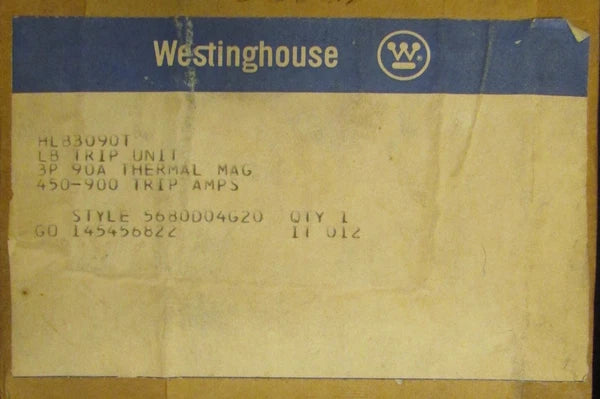 Westinghouse
HLB3090T
LB TRIP UNIT
3P 90A THERMAL MAG
450-900 TRIP AMPS
STYLE 5680D04G20 QTY 1
GO 145456822 IT 012